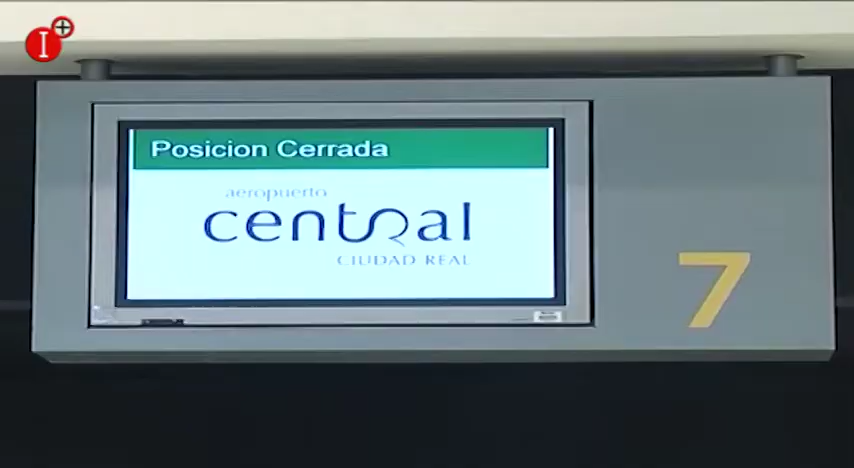 I+
Posicion Cerrada
aeropuerto
central
CIUDAD REAL
7